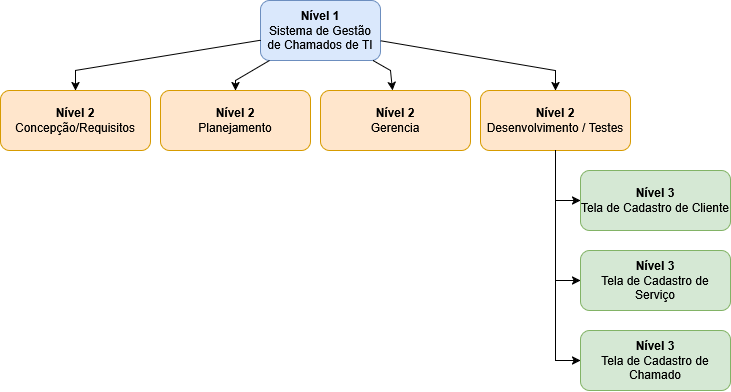 Nível 1
Sistema de Gestão
de Chamados de TI
Nível 2
Concepção/Requisitos
Nível 2
Planejamento
Nível 2
Gerencia
Nível 2
Desenvolvimento / Testes
Nível 3
Tela de Cadastro de Cliente
Nível 3
Tela de Cadastro de
Serviço
Nível 3
Tela de Cadastro de
Chamado